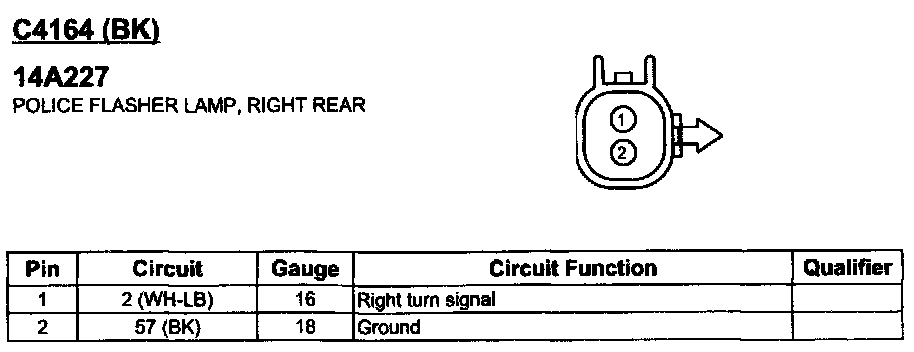 C4164 (BK)
14A227
POLICE FLASHER LAMP, RIGHT REAR
1
2
Pin Circuit Gauge Circuit Function Qualifier
1 2 (WH-LB) 16 Right turn signal
2 57 (BK) 18 Ground